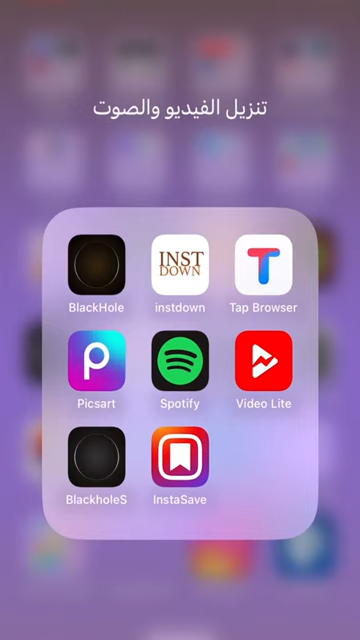 تنزيل الفيديو والصوت
INST
DOWN
BlackHole
instdown
Tap Browser
Picsart
Spotify
Video Lite
BlackholeS
InstaSave